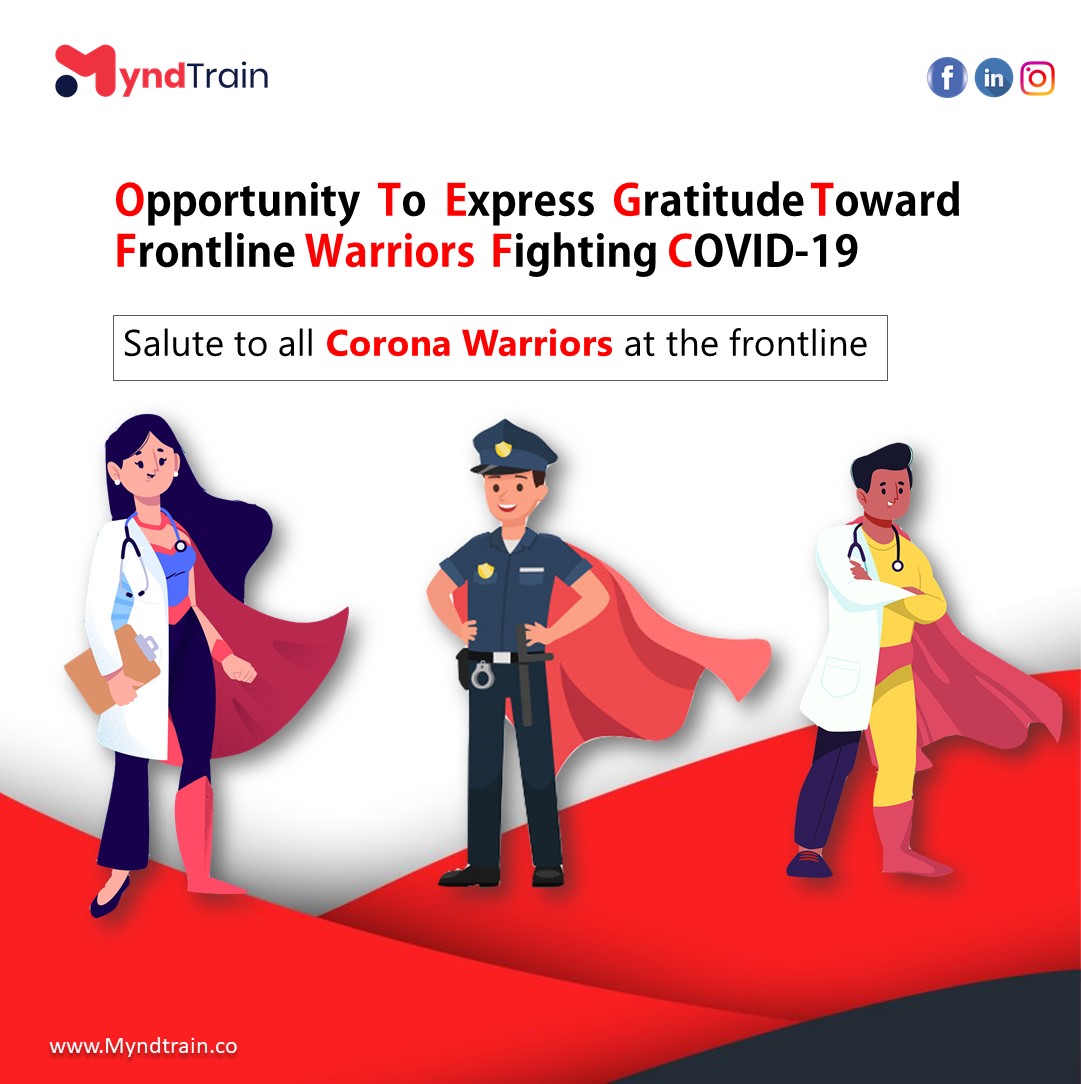 MyndTrain
f in
Opportunity To Express Gratitude Toward
Frontline Warriors Fighting COVID-19
Salute to all Corona Warriors at the frontline
www.Myndtrain.co